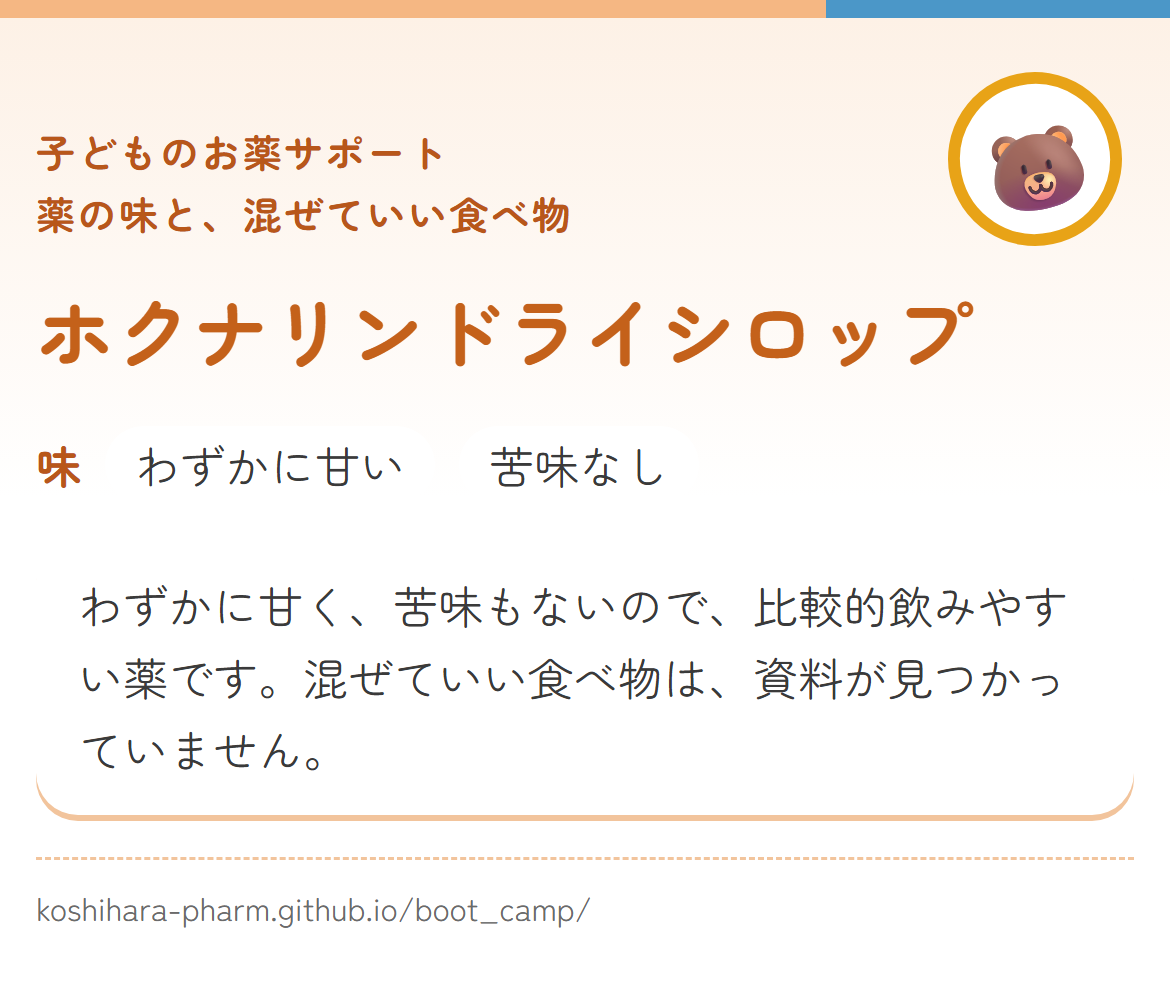 子どものお薬サポート
薬の味と、混ぜていい食べ物
ホクナリンドライシロップ
味 わずかに甘い 苦味なし
わずかに甘く、苦味もないので、比較的飲みやす
い薬です。混ぜていい食べ物は、資料が見つかっ
ていません。
koshihara-pharm.github.io/boot_camp/